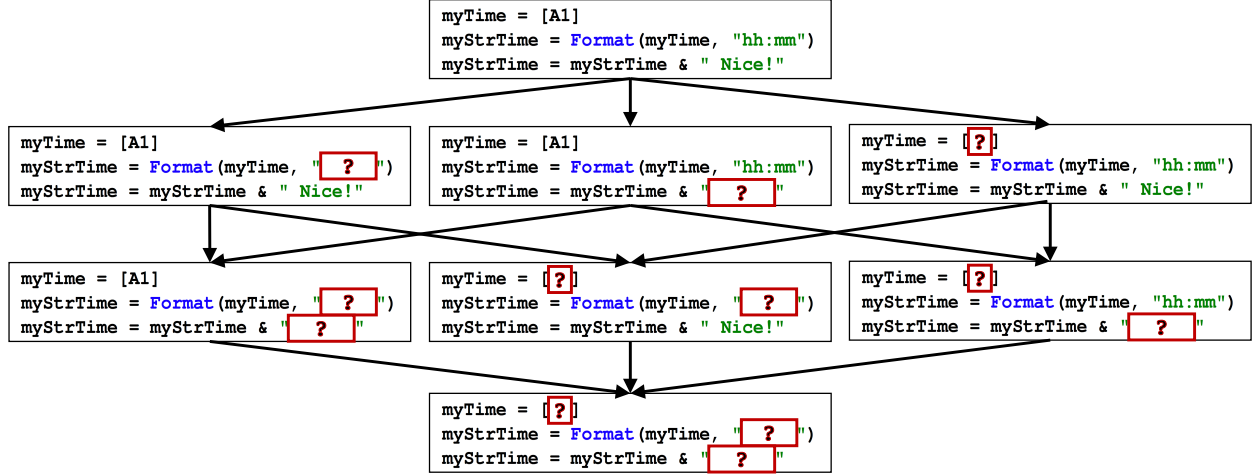 myTime = [A1]
myStrTime = Format(myTime, "hh:mm")
myStrTime = myStrTime & " Nice!"
myTime = [A1]
myStrTime = Format(myTime, "?")
myStrTime = myStrTime & " Nice!"
myTime = [A1]
myStrTime = Format(myTime, "hh:mm")
myStrTime = myStrTime & "?"
myTime = [?]
myStrTime = Format(myTime, "hh:mm")
myStrTime = myStrTime & " Nice!"
myTime = [A1]
myStrTime = Format(myTime, "?")
myStrTime = myStrTime & "?"
myTime = [?]
myStrTime = Format(myTime, "?")
myStrTime = myStrTime & " Nice!"
myTime = [?]
myStrTime = Format(myTime, "hh:mm")
myStrTime = myStrTime & "?"
myTime = [?]
myStrTime = Format(myTime, "?")
myStrTime = myStrTime & "?"